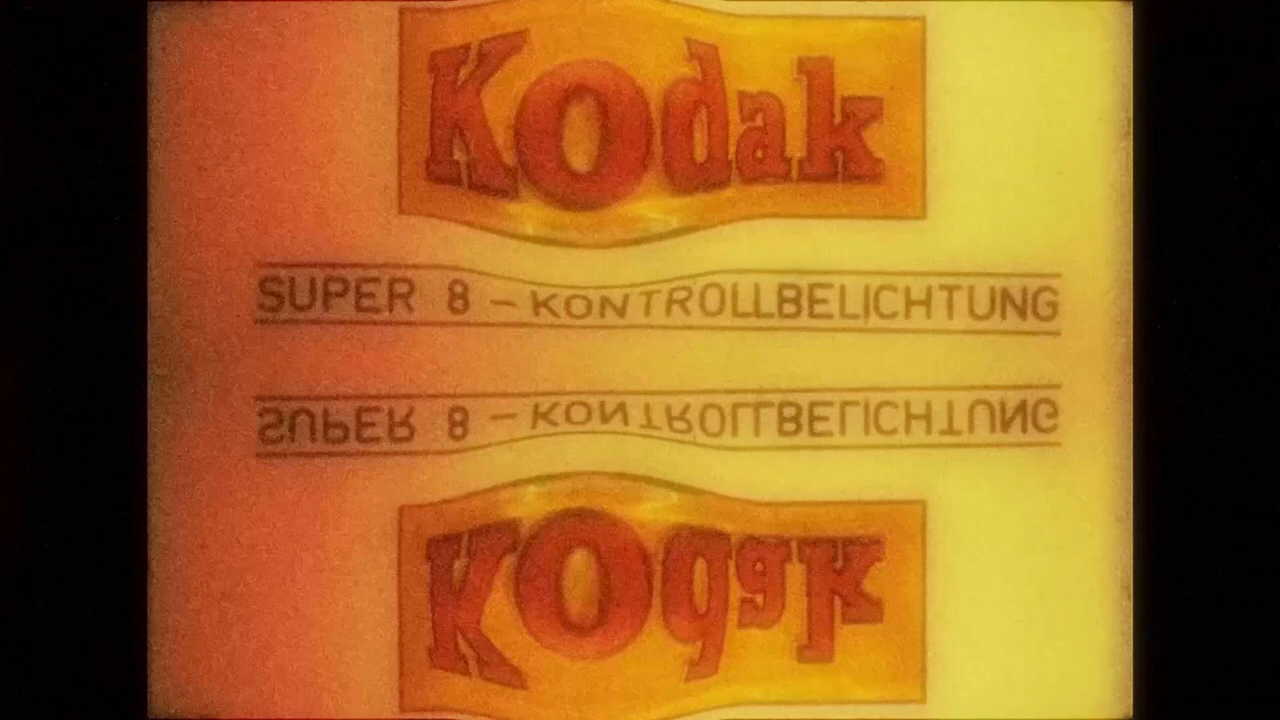 Kodak
SUPER 8 - KONTROLLBELICHTUNG
SUPER 8 - KONTROLLBELICHTUNG
Kodak